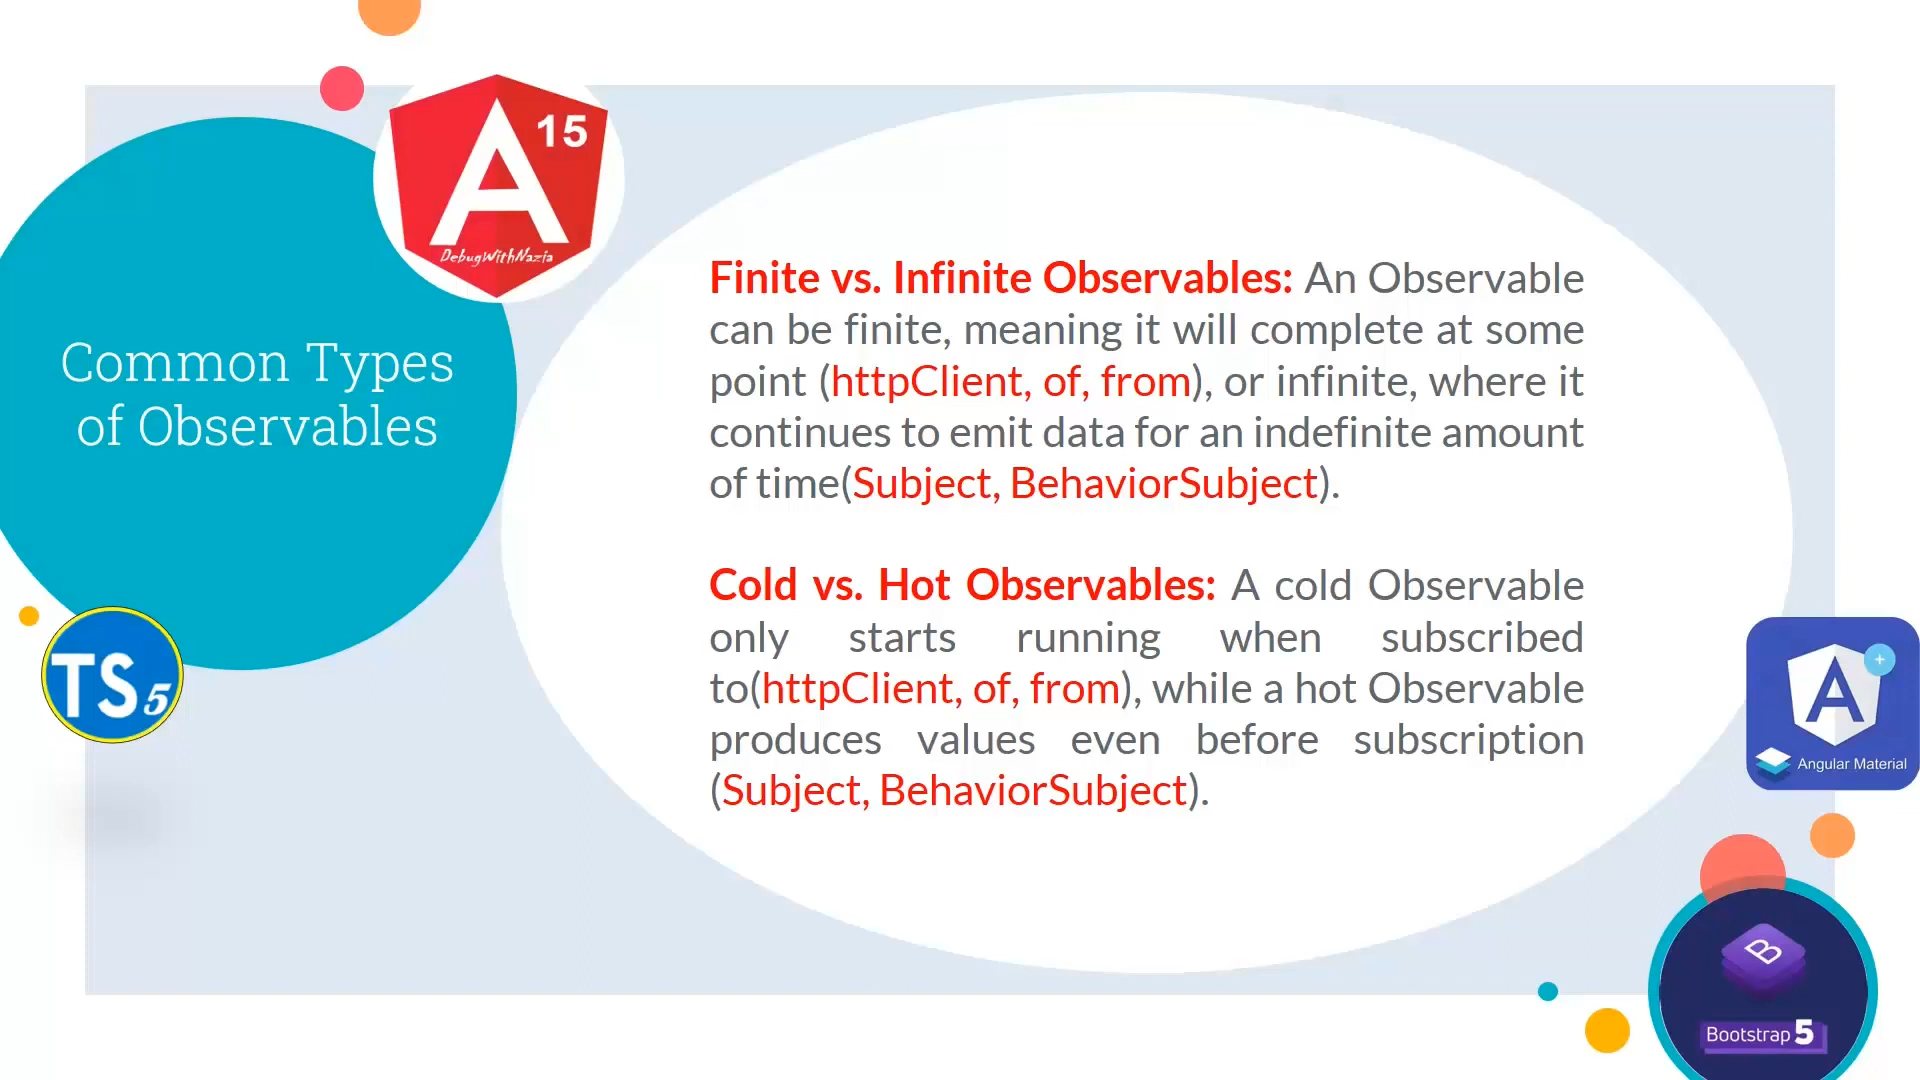 A 15
DebugWithNazia
Common Types
of Observables
Finite vs. Infinite Observables: An Observable
can be finite, meaning it will complete at some
point (httpClient, of, from), or infinite, where it
continues to emit data for an indefinite amount
of time(Subject, BehaviorSubject).
Cold vs. Hot Observables: A cold Observable
only starts running when subscribed
to(httpClient, of, from), while a hot Observable
produces values even before subscription
(Subject, BehaviorSubject).
TS 5
A +
Angular Material
B
Bootstrap 5